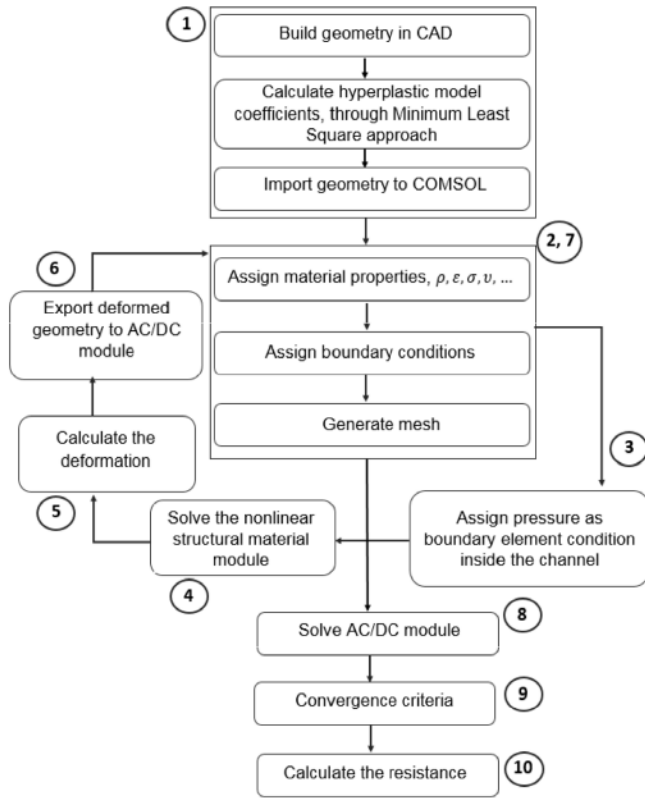 1
Build geometry in CAD
Calculate hyperplastic model
coefficients, through Minimum Least
Square approach
Import geometry to COMSOL
2, 7
Assign material properties, ρ, ε, σ, υ, ...
Assign boundary conditions
Generate mesh
6
Export deformed
geometry to AC/DC
module
Calculate the
deformation
5
Solve the nonlinear
structural material
module
4
3
Assign pressure as
boundary element condition
inside the channel
Solve AC/DC module
8
Convergence criteria
9
Calculate the resistance
10